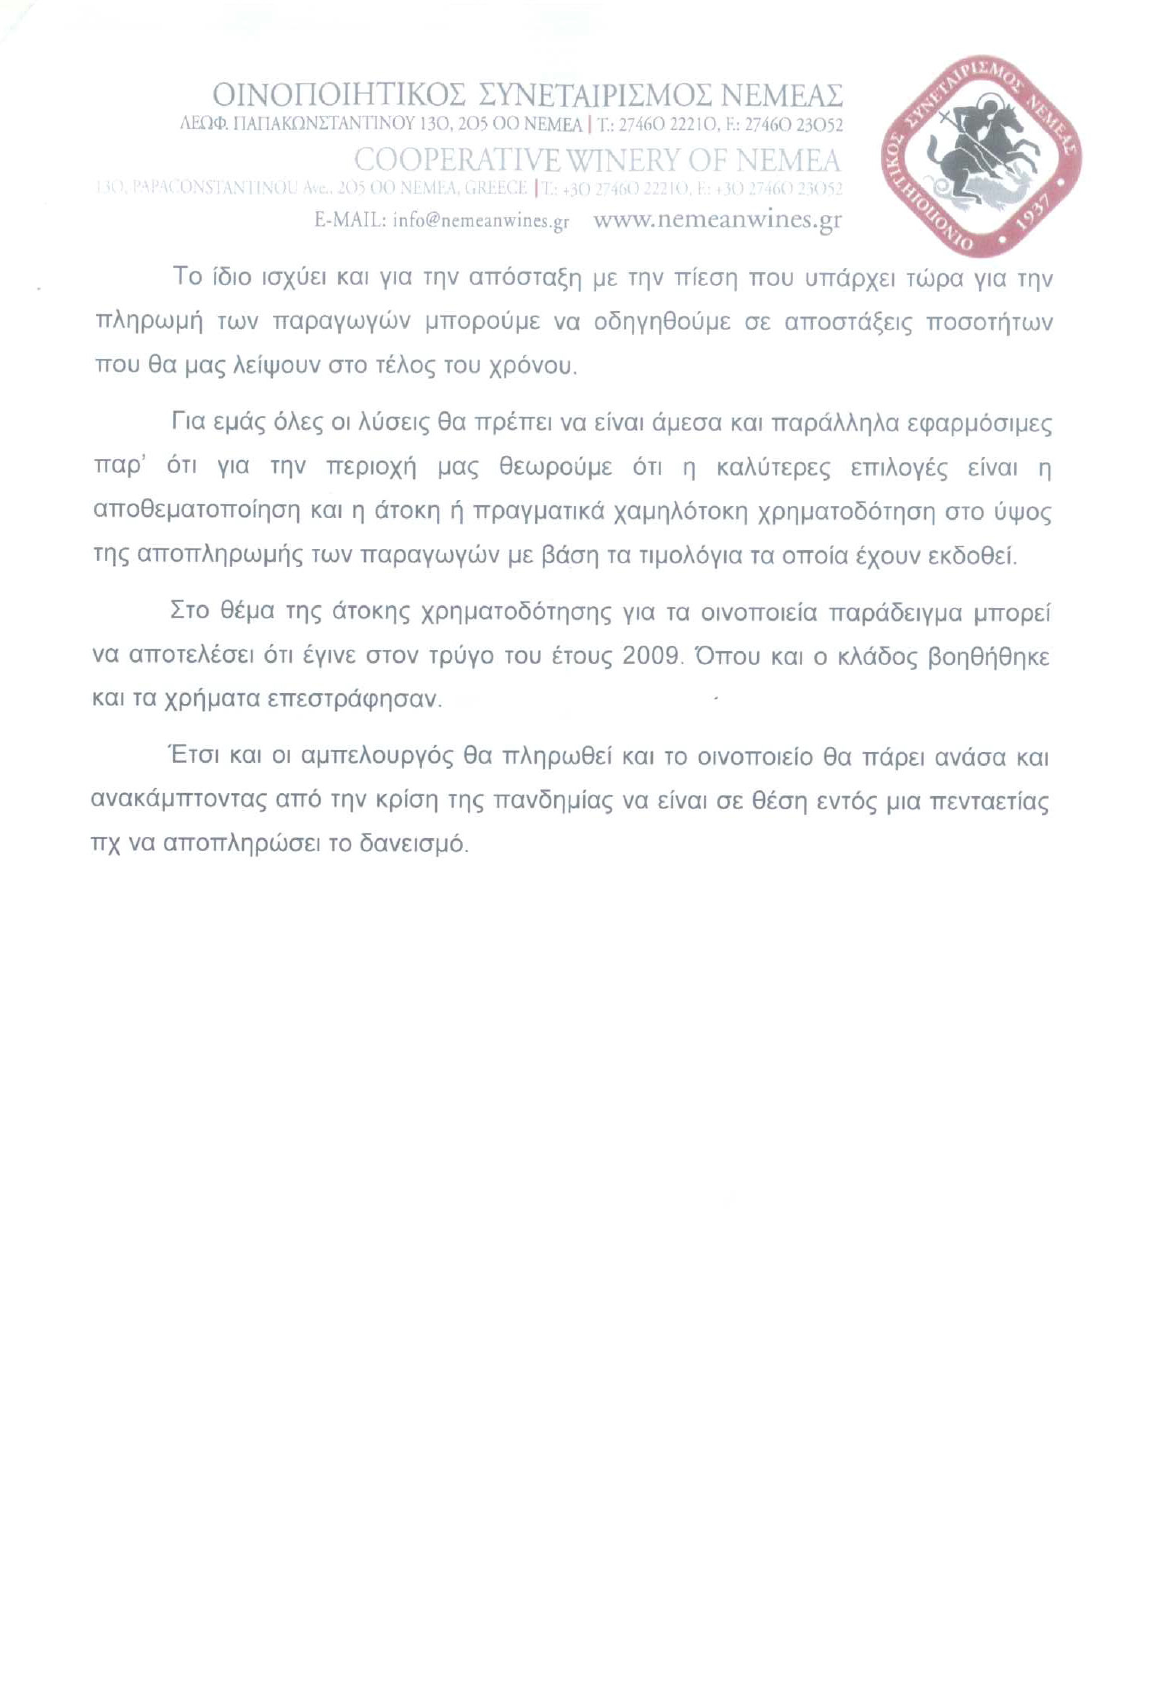 ΟΙΝΟΠΟΙΗΤΙΚΟΣ ΣΥΝΕΤΑΙΡΙΣΜΟΣ ΝΕΜΕΑΣ
ΛΕΩΦ. ΠΑΠΑΚΩΝΣΤΑΝΤΙΝΟΥ 130, 205 00 ΝΕΜΕΑ | Τ.: 27460 22210, F.: 27460 23052
COOPERATIVE WINERY OF NEMEA
130, PAPACONSTANTINOU Ave., 205 00 NEMEA, GREECE | T.: +30 27460 22210, F.: +30 27460 23052
E-MAIL: info@nemeanwines.gr www.nemeanwines.gr
ΟΙΝΟΠΟΙΗΤΙΚΟΣ ΣΥΝΕΤΑΙΡΙΣΜΟΣ ΝΕΜΕΑΣ • 1937 •
Το ίδιο ισχύει και για την απόσταξη με την πίεση που υπάρχει τώρα για την
πληρωμή των παραγωγών μπορούμε να οδηγηθούμε σε αποστάξεις ποσοτήτων
που θα μας λείψουν στο τέλος του χρόνου.
Για εμάς όλες οι λύσεις θα πρέπει να είναι άμεσα και παράλληλα εφαρμόσιμες
παρ’ ότι για την περιοχή μας θεωρούμε ότι η καλύτερες επιλογές είναι η
αποθεματοποίηση και η άτοκη ή πραγματικά χαμηλότοκη χρηματοδότηση στο ύψος
της αποπληρωμής των παραγωγών με βάση τα τιμολόγια τα οποία έχουν εκδοθεί.
Στο θέμα της άτοκης χρηματοδότησης για τα οινοποιεία παράδειγμα μπορεί
να αποτελέσει ότι έγινε στον τρύγο του έτους 2009. Όπου και ο κλάδος βοηθήθηκε
και τα χρήματα επεστράφησαν.
Έτσι και οι αμπελουργός θα πληρωθεί και το οινοποιείο θα πάρει ανάσα και
ανακάμπτοντας από την κρίση της πανδημίας να είναι σε θέση εντός μια πενταετίας
πχ να αποπληρώσει το δανεισμό.